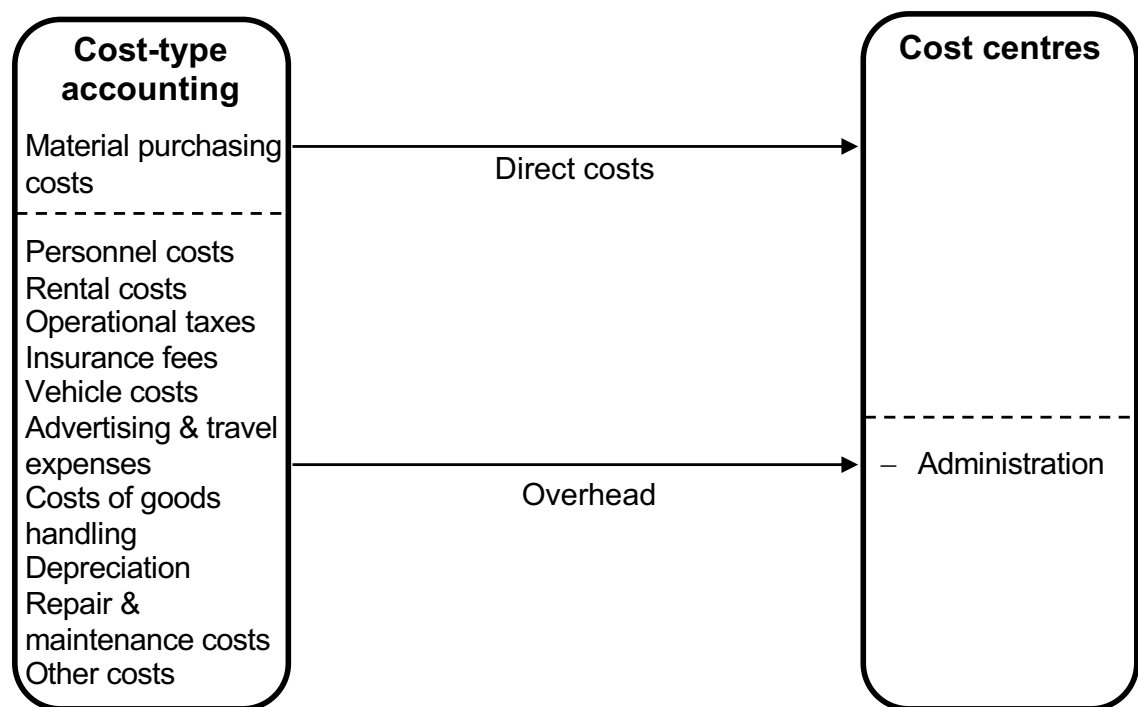 Cost-type
accounting
Material purchasing
costs
Personnel costs
Rental costs
Operational taxes
Insurance fees
Vehicle costs
Advertising & travel
expenses
Costs of goods
handling
Depreciation
Repair &
maintenance costs
Other costs
Direct costs
Overhead
Cost centres
– Administration